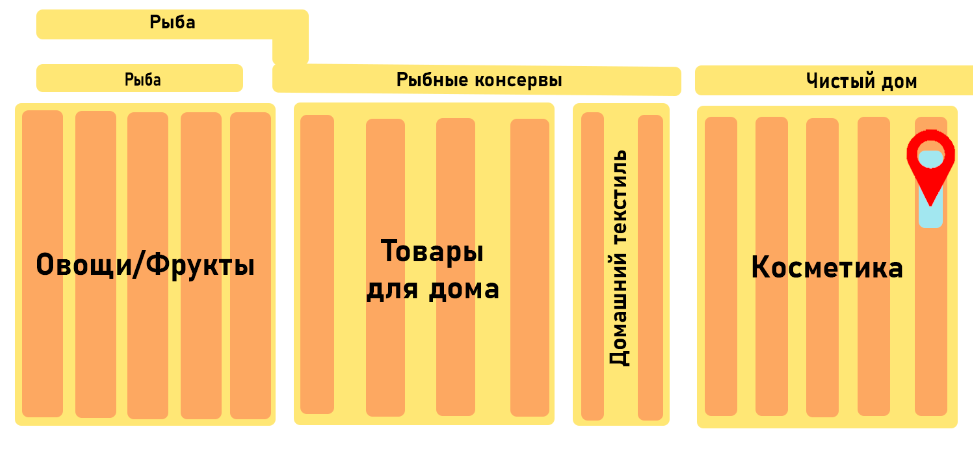 Рыба
Рыба
Рыбные консервы
Чистый дом
Овощи/Фрукты
Товары
для дома
Домашний текстиль
Косметика